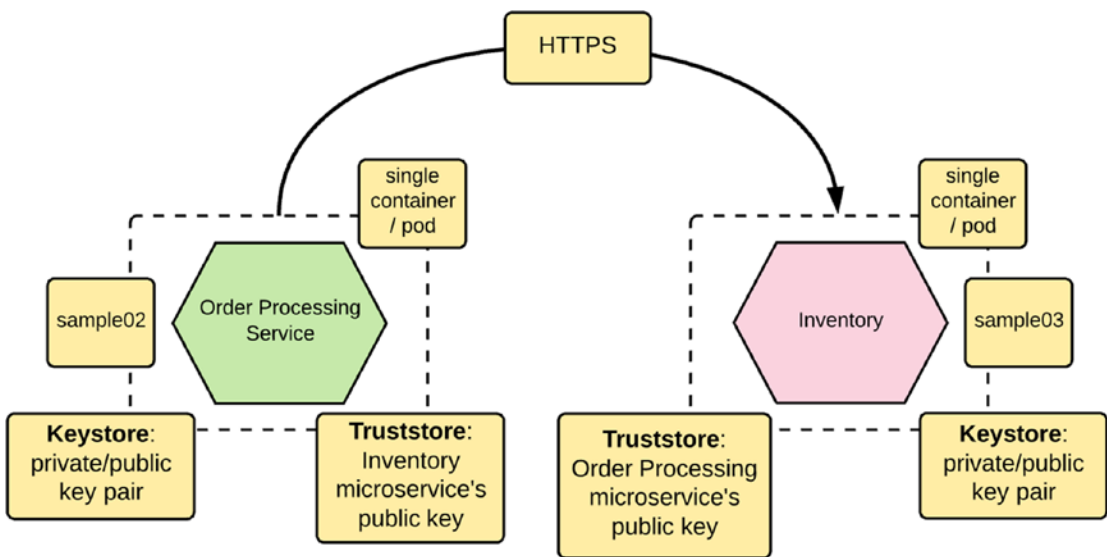 HTTPS
single
container
/ pod
single
container
/ pod
sample02
Order Processing
Service
Inventory
sample03
Keystore:
private/public
key pair
Truststore:
Inventory
microservice's
public key
Truststore:
Order Processing
microservice's
public key
Keystore:
private/public
key pair